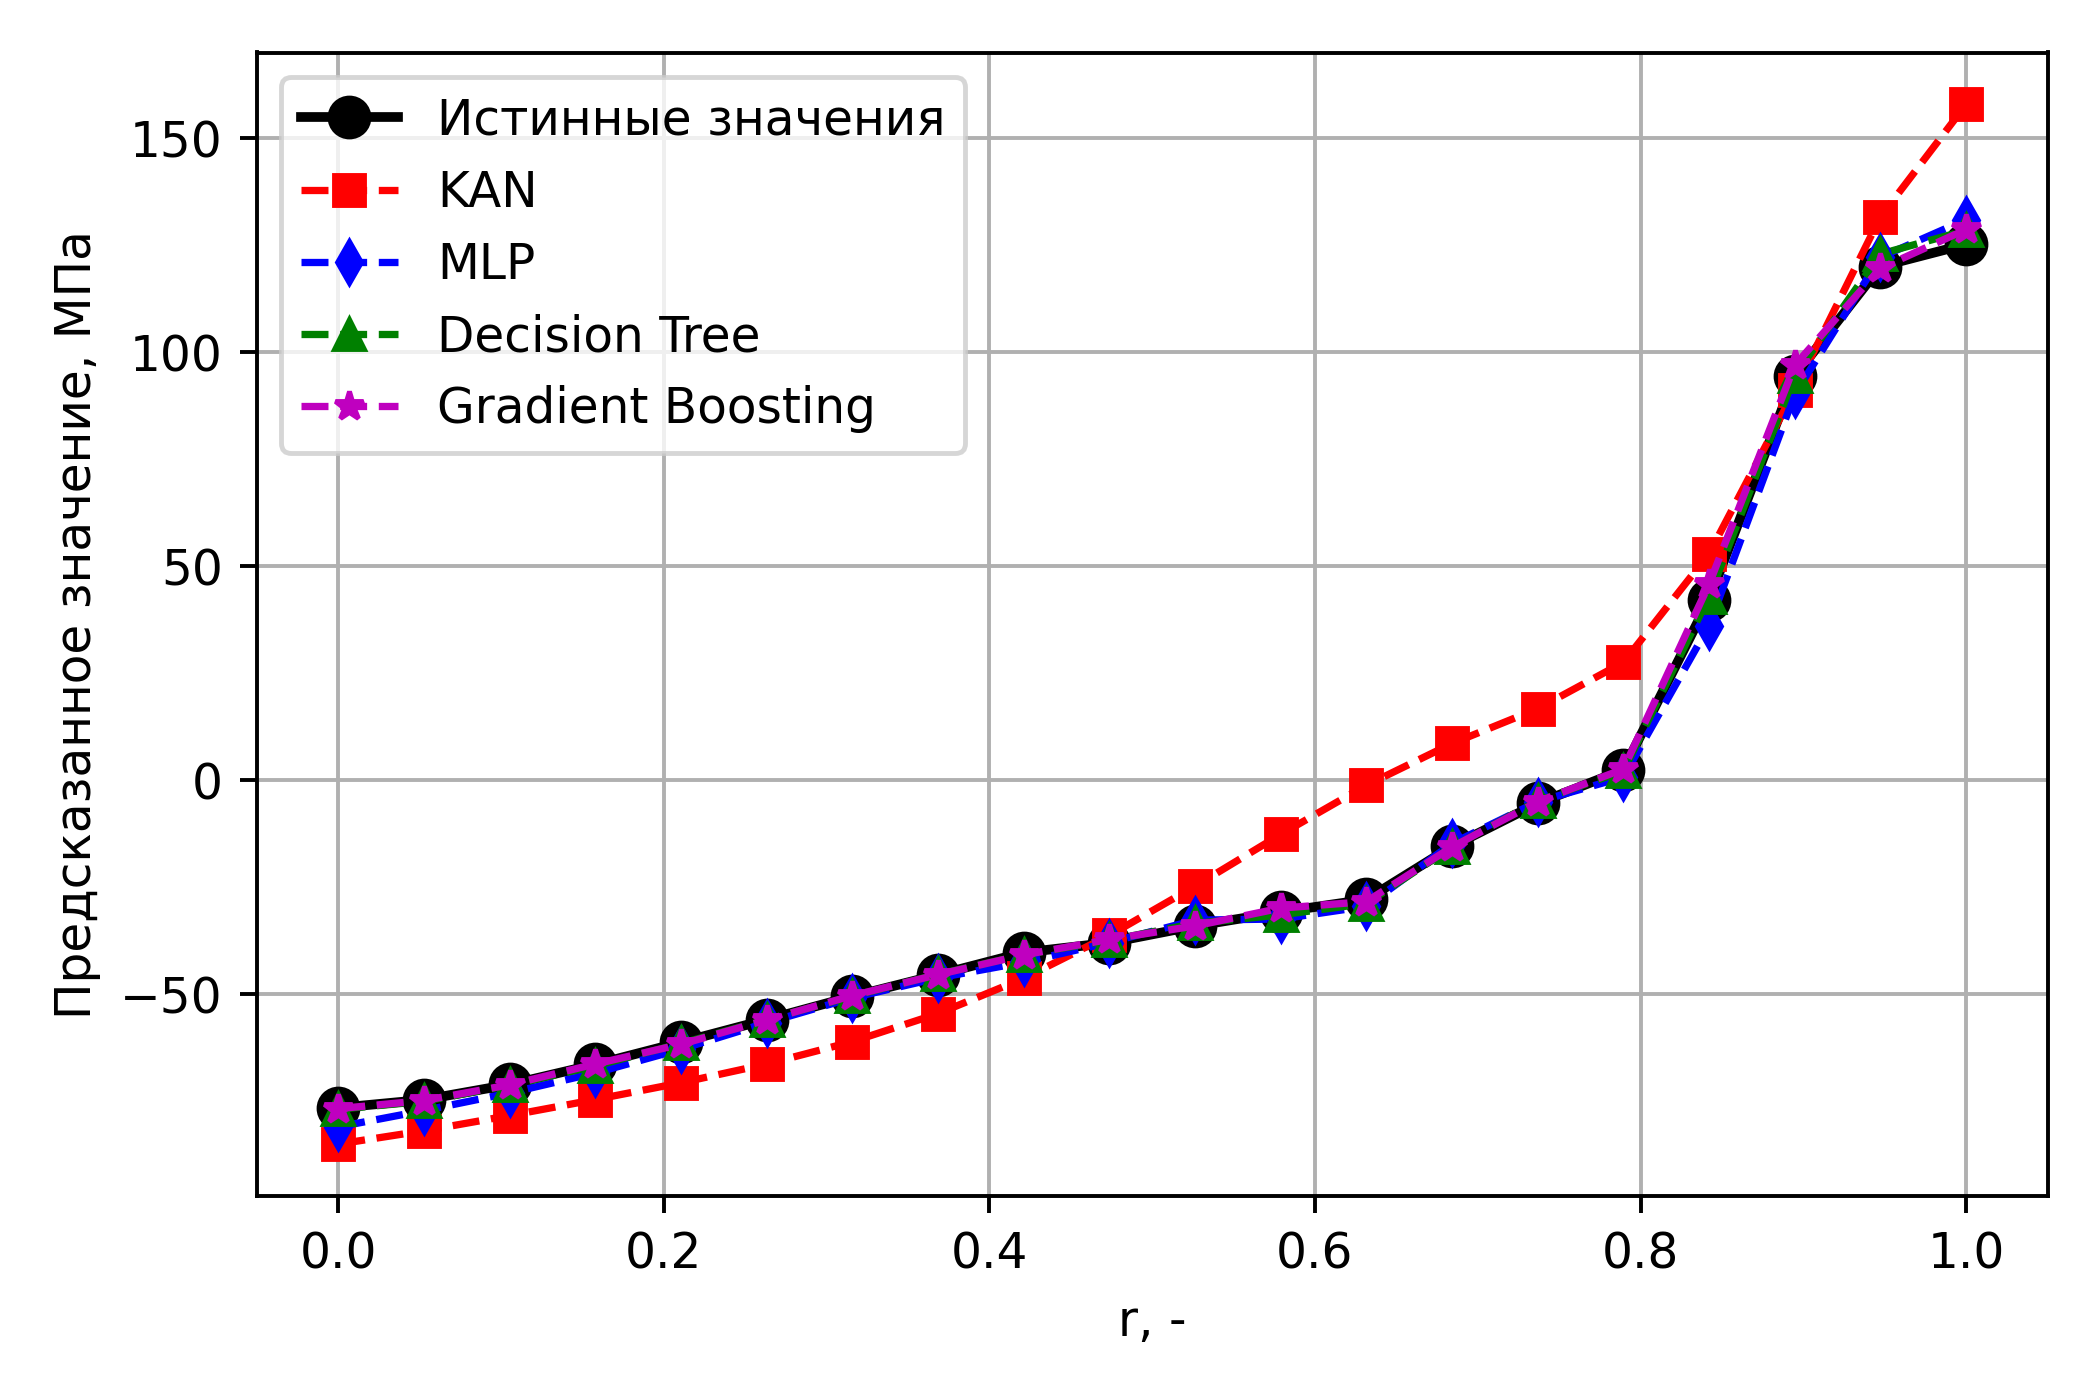 Истинные значения
KAN
MLP
Decision Tree
Gradient Boosting
Предсказанное значение, МПа
150
100
50
0
−50
0.0 0.2 0.4 0.6 0.8 1.0
r, -